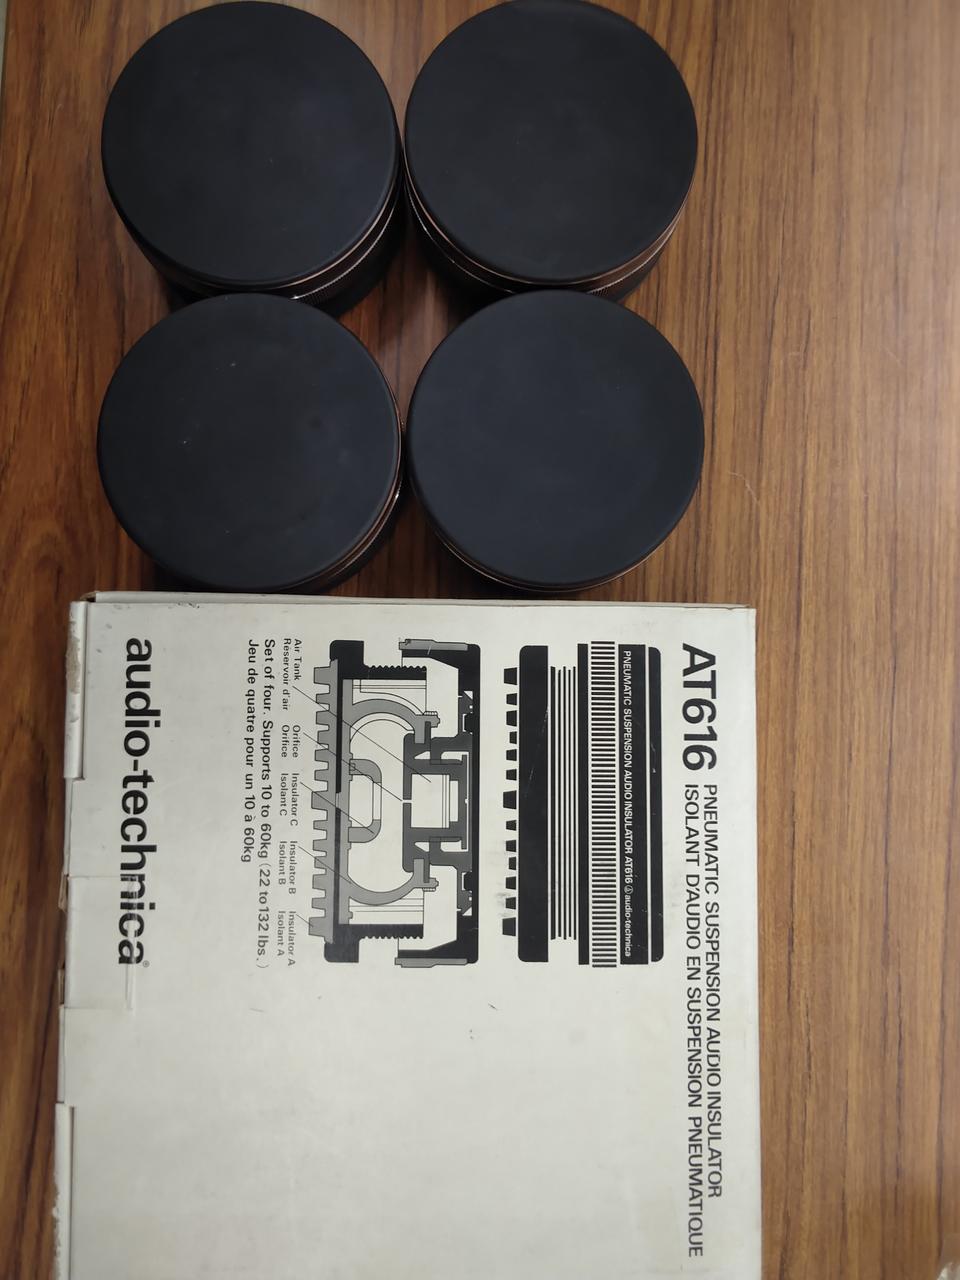 AT616
PNEUMATIC SUSPENSION AUDIO INSULATOR
ISOLANT D'AUDIO EN SUSPENSION PNEUMATIQUE
PNEUMATIC SUSPENSION AUDIO INSULATOR AT616 audio-technica
Air Tank Orifice Insulator C Insulator B Insulator A
Réservoir d'air Orifice Isolant C Isolant B Isolant A
Set of four. Supports 10 to 60kg (22 to 132 lbs.)
Jeu de quatre pour un 10 à 60kg
audio-technica®